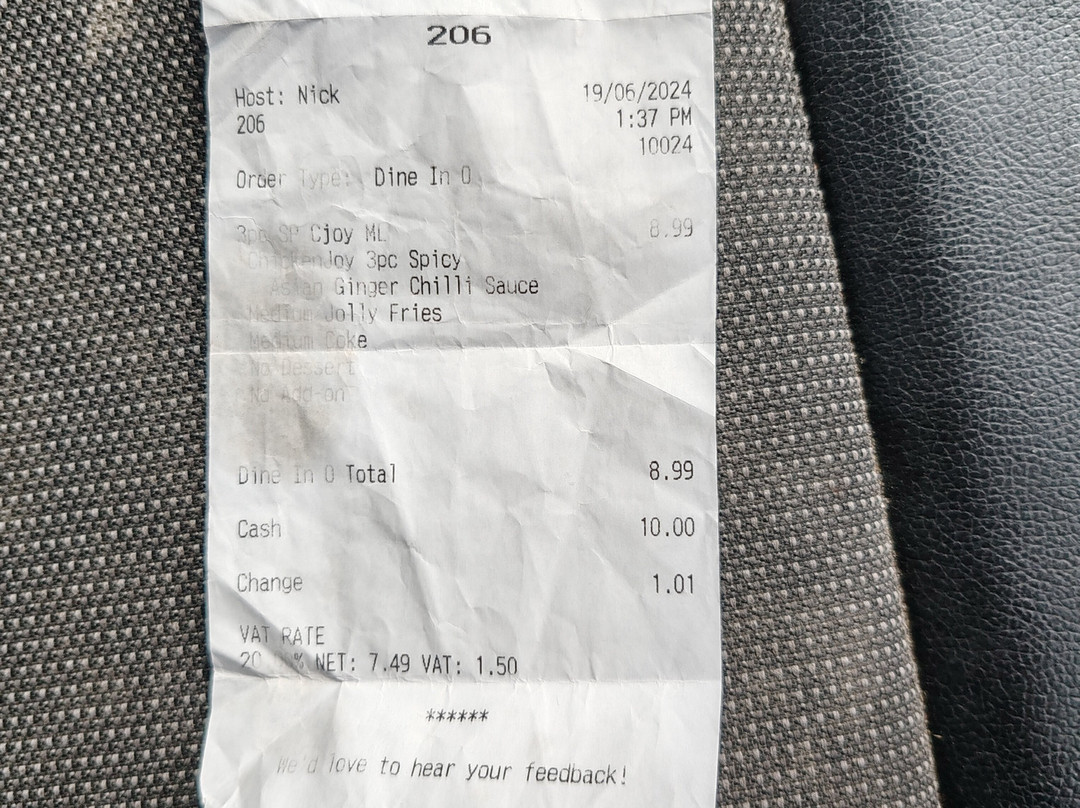 206
Host: Nick 19/06/2024
206 1:37 PM
10024
Order Type: Dine In 0
3pc SP Cjoy ML 8.99
ChickenJoy 3pc Spicy
Asian Ginger Chilli Sauce
Medium Jolly Fries
Medium Coke
No Dessert
No Add-on
Dine In 0 Total 8.99
Cash 10.00
Change 1.01
VAT RATE
NET: 7.49 VAT: 1.50
******
We'd love to hear your feedback!